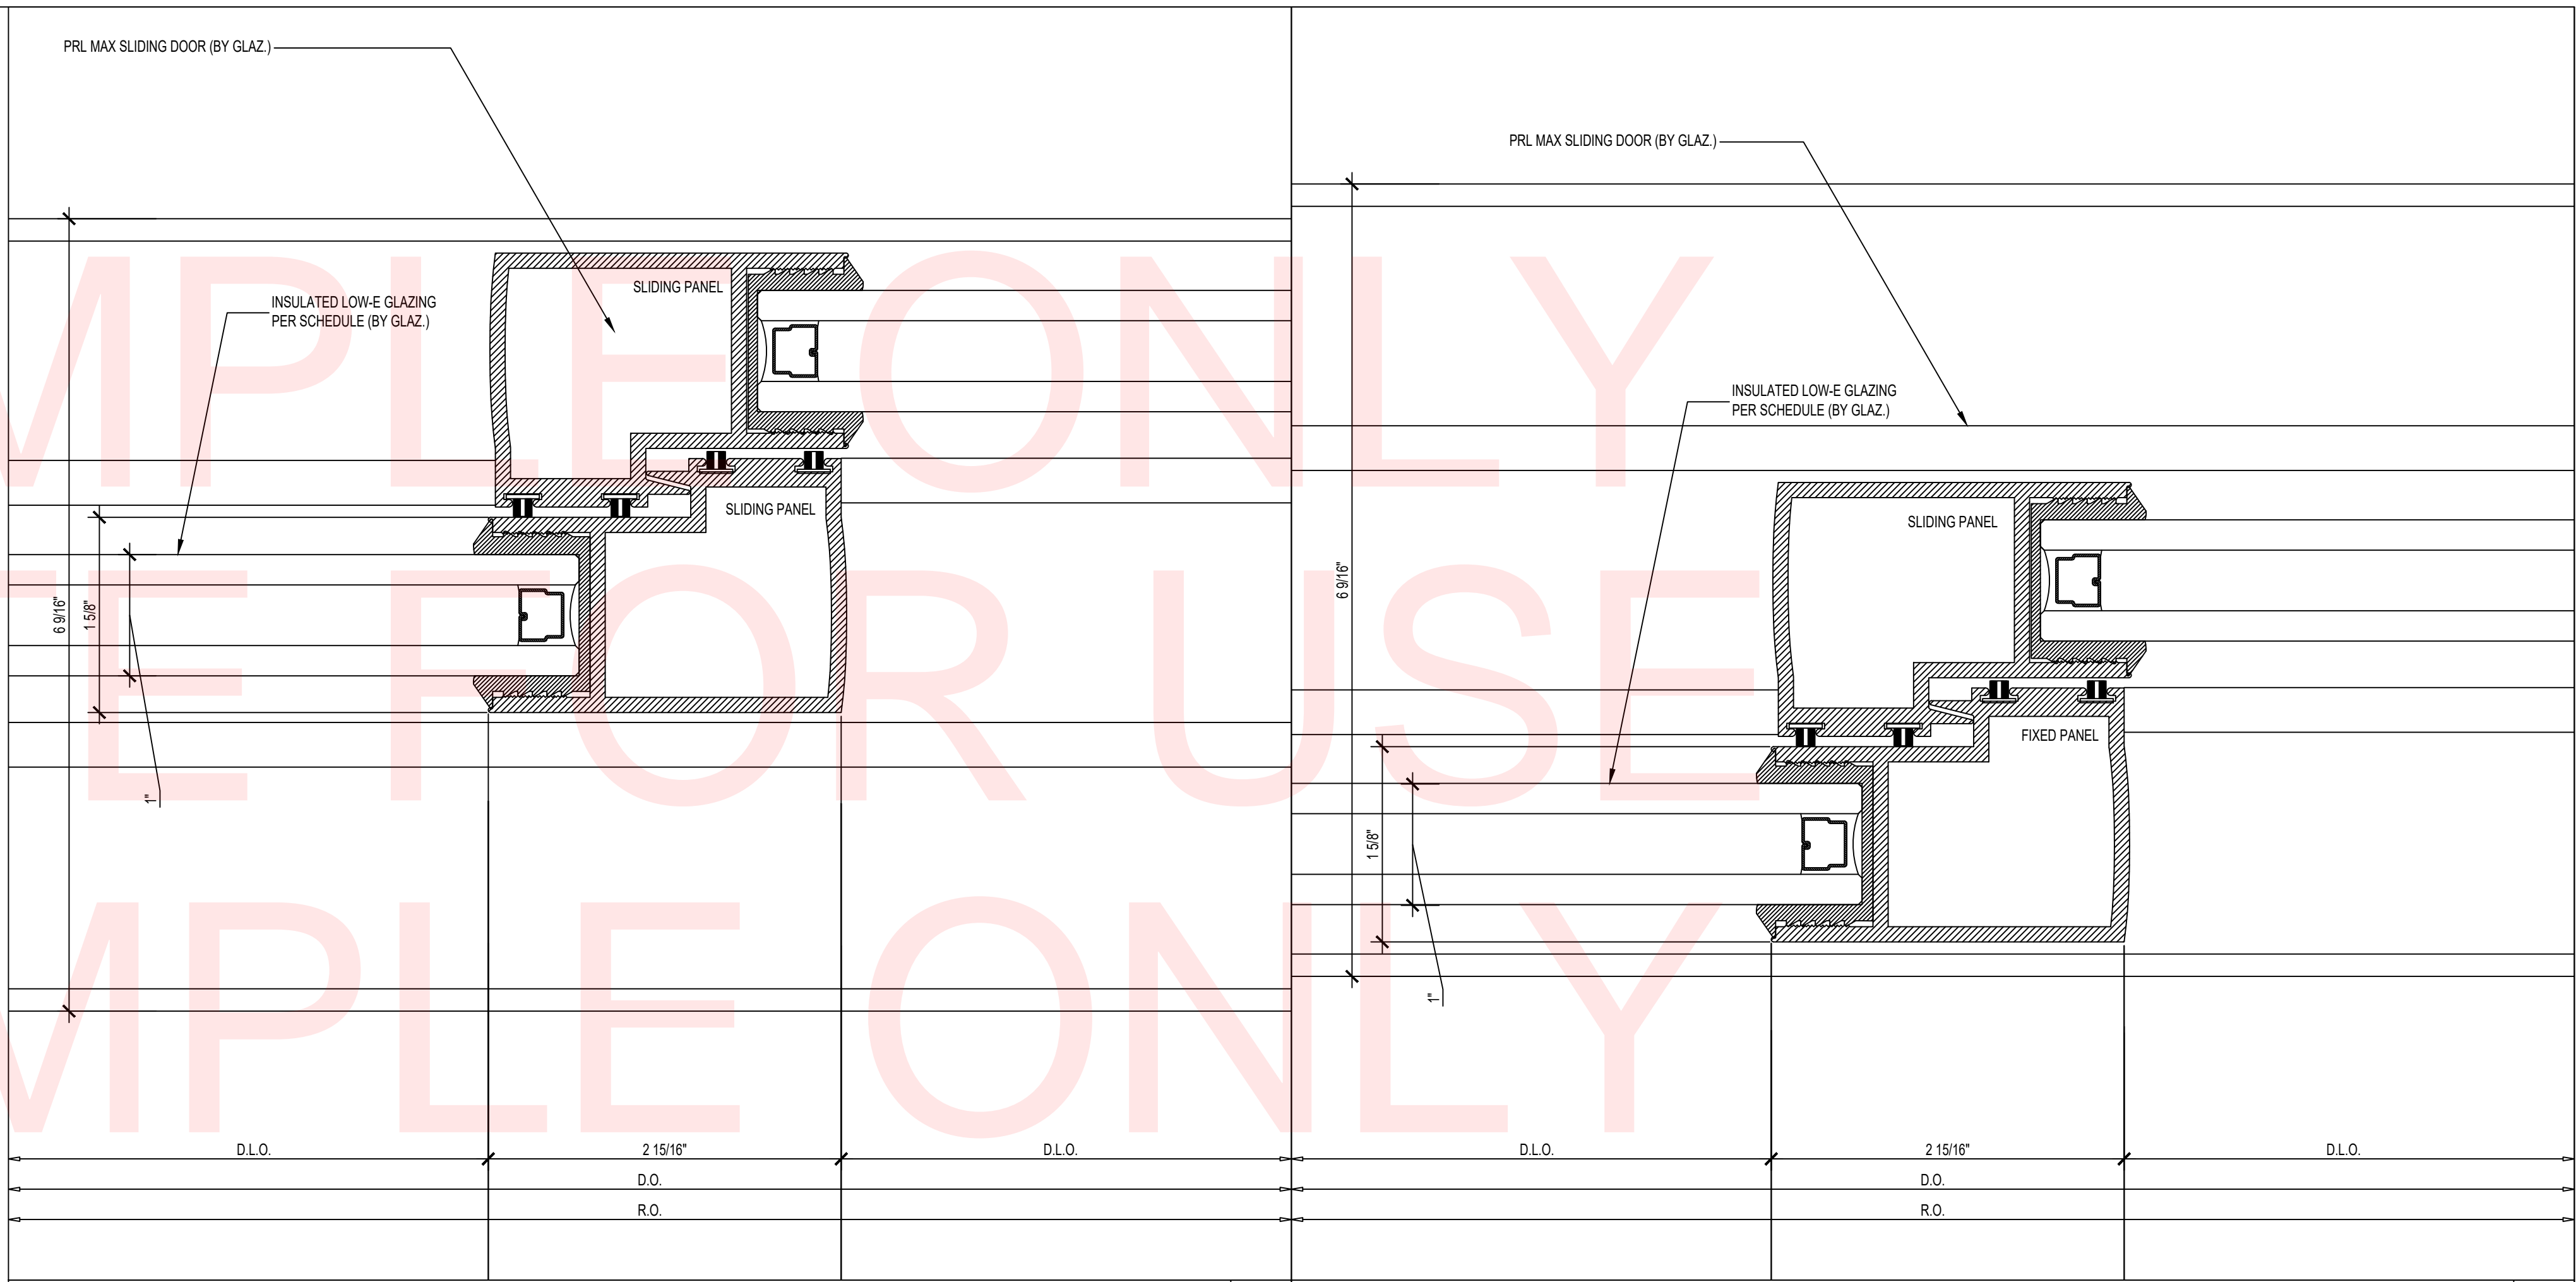 PRL MAX SLIDING DOOR (BY GLAZ.)
INSULATED LOW-E GLAZING
PER SCHEDULE (BY GLAZ.)
SLIDING PANEL
SLIDING PANEL
6 9/16"
1 5/8"
1"
D.L.O.
2 15/16"
D.L.O.
D.O.
R.O.
PRL MAX SLIDING DOOR (BY GLAZ.)
INSULATED LOW-E GLAZING
PER SCHEDULE (BY GLAZ.)
SLIDING PANEL
FIXED PANEL
6 9/16"
1 5/8"
1"
D.L.O.
2 15/16"
D.L.O.
D.O.
R.O.
MPLE ONLY
TE FOR USE
MPLE ONLY